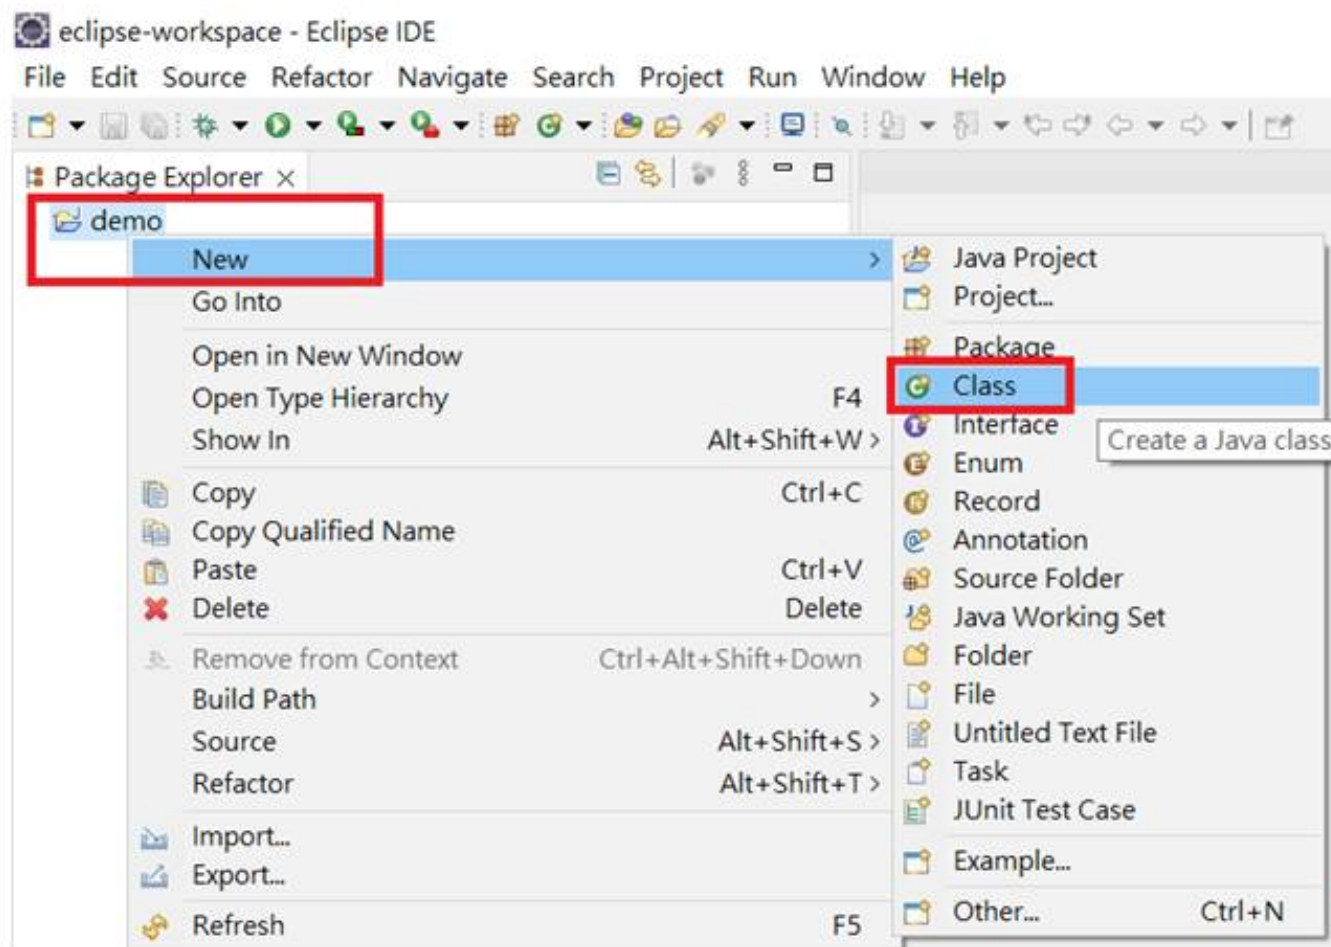 eclipse-workspace - Eclipse IDE
File Edit Source Refactor Navigate Search Project Run Window Help
Package Explorer
demo
New
Go Into
Open in New Window
Open Type Hierarchy F4
Show In Alt+Shift+W
Copy Ctrl+C
Copy Qualified Name
Paste Ctrl+V
Delete Delete
Remove from Context Ctrl+Alt+Shift+Down
Build Path
Source Alt+Shift+S
Refactor Alt+Shift+T
Import...
Export...
Refresh F5
Java Project
Project...
Package
Class
Interface
Create a Java class
Enum
Record
Annotation
Source Folder
Java Working Set
Folder
File
Untitled Text File
Task
JUnit Test Case
Example...
Other... Ctrl+N